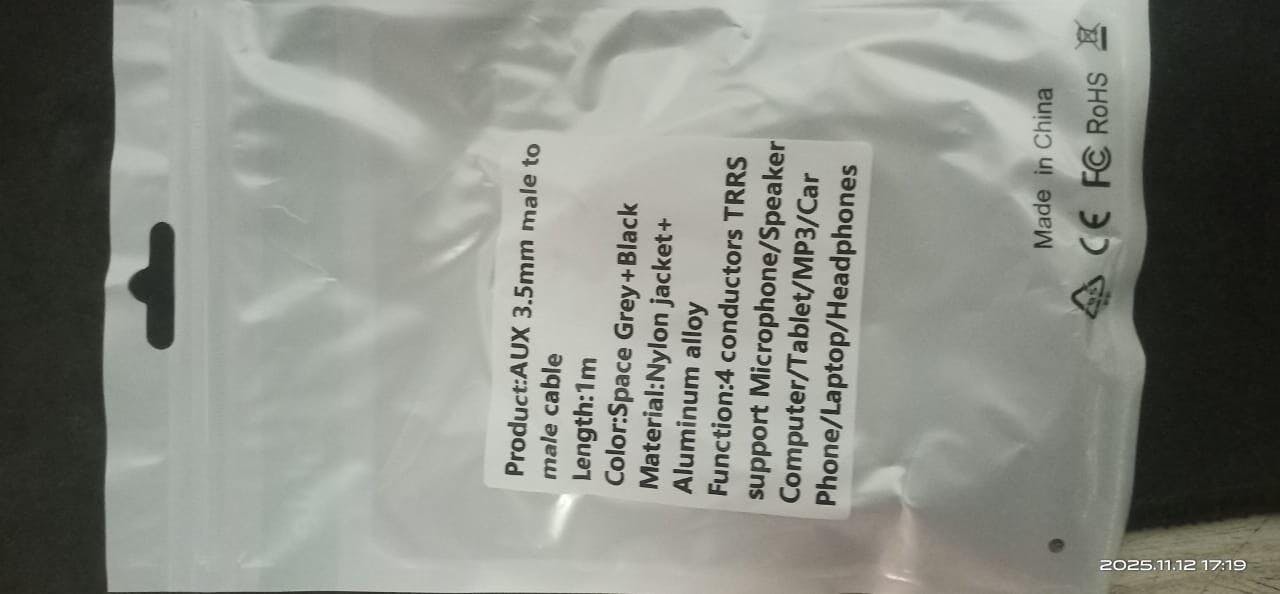 Product:AUX 3.5mm male to
male cable
Length:1m
Color:Space Grey+Black
Material:Nylon jacket+
Aluminum alloy
Function:4 conductors TRRS
support Microphone/Speaker
Computer/Tablet/MP3/Car
Phone/Laptop/Headphones
Made in China
CE FC RoHS
2025.11.12 17:19